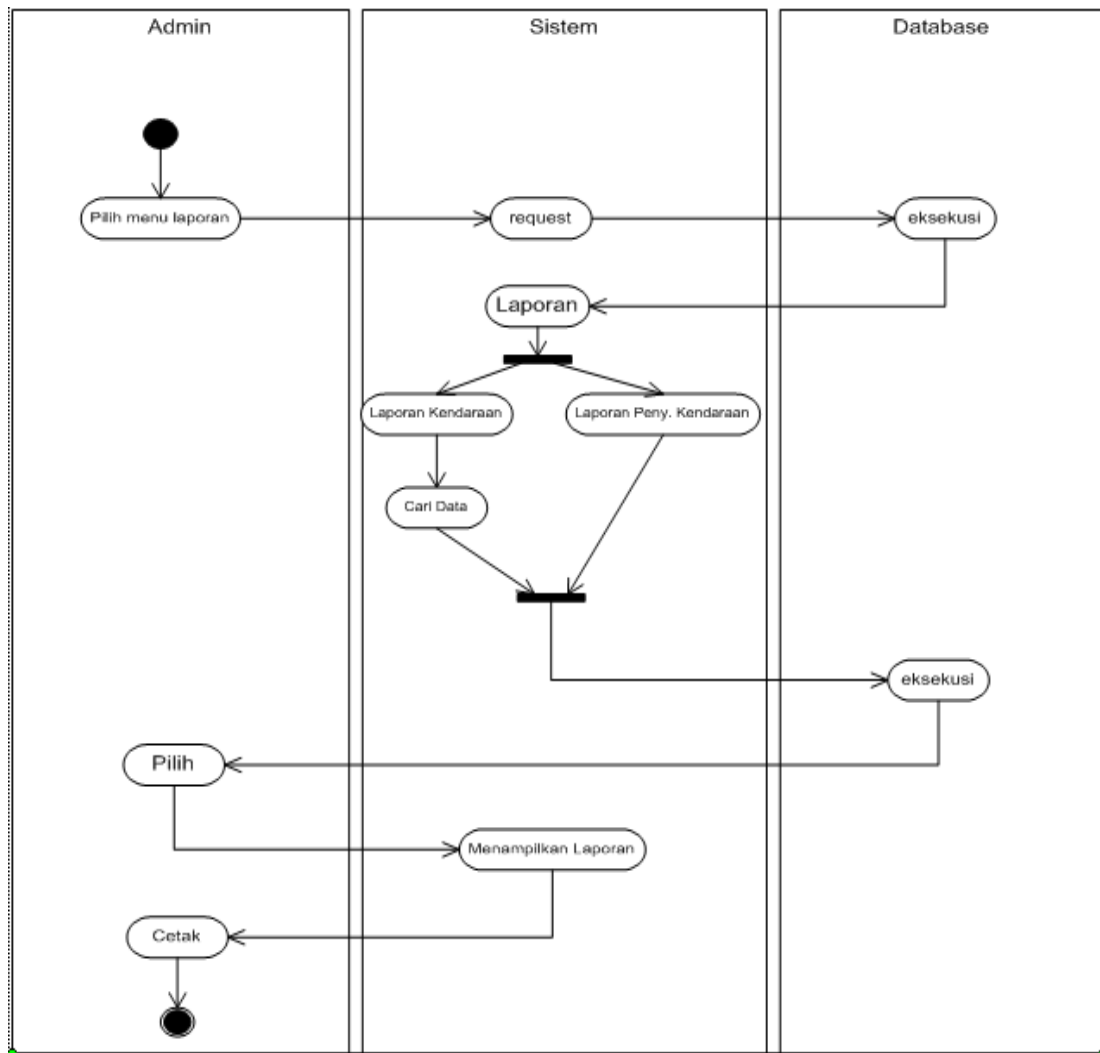 Admin
Sistem
Database
Pilih menu laporan
request
eksekusi
Laporan
Laporan Kendaraan
Laporan Peny. Kendaraan
Cari Data
eksekusi
Pilih
Menampilkan Laporan
Cetak